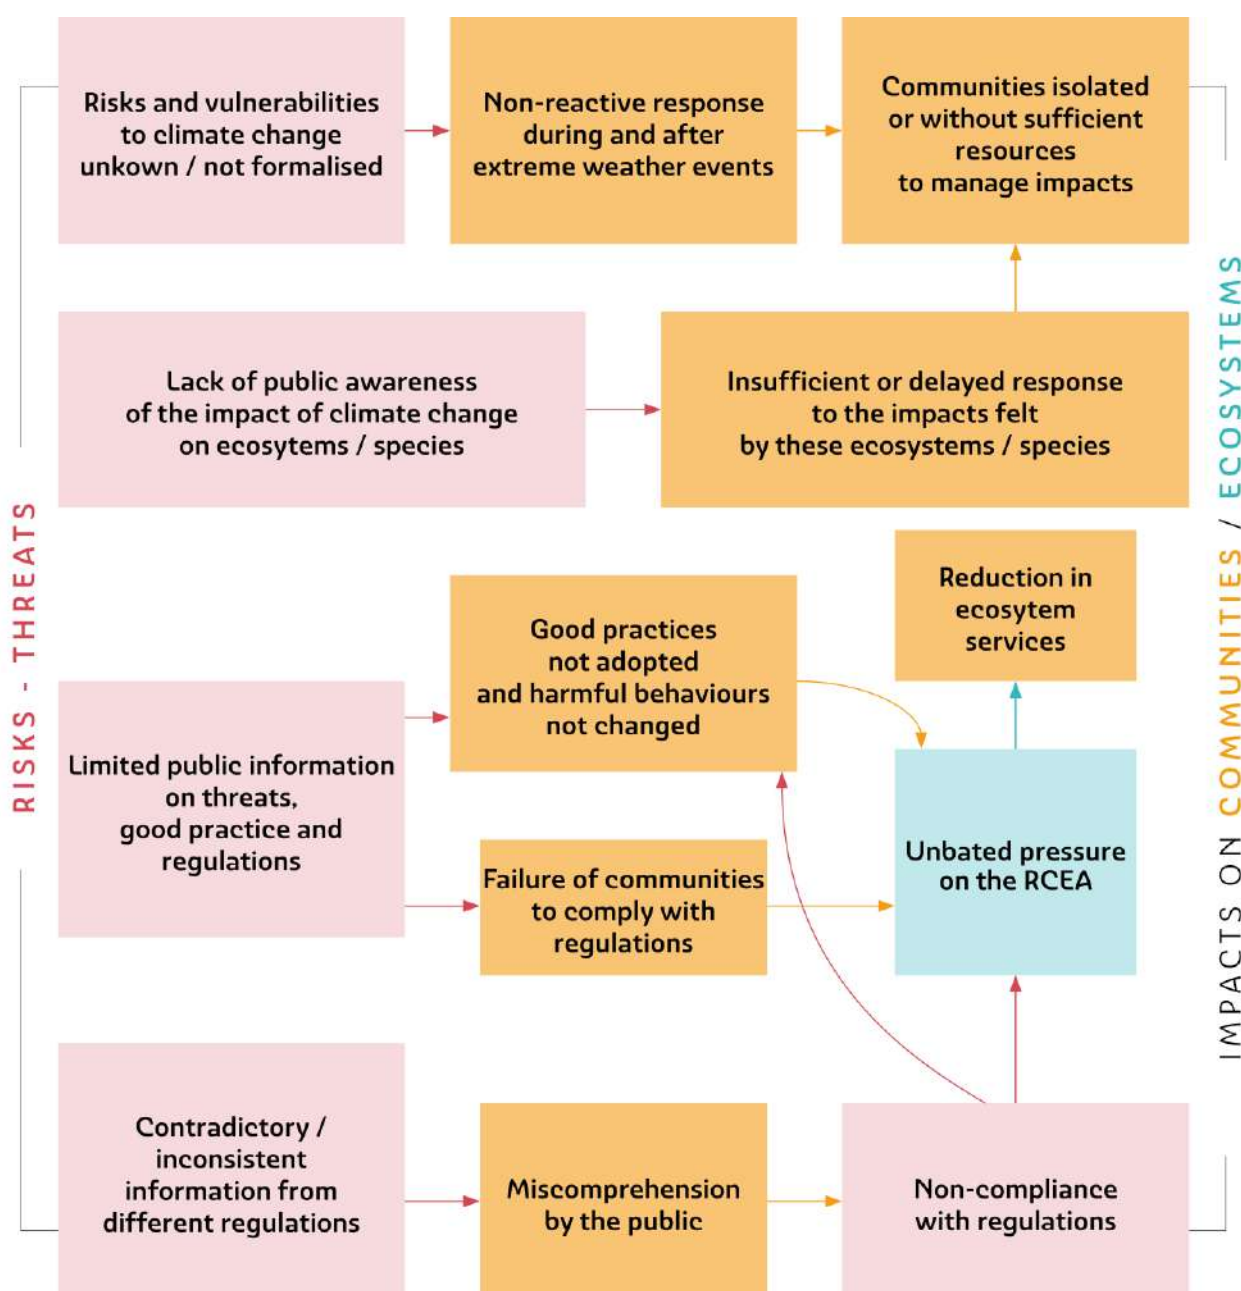 Risks and vulnerabilities
to climate change
unkown / not formalised
Non-reactive response
during and after
extreme weather events
Communities isolated
or without sufficient
resources
to manage impacts
Lack of public awareness
of the impact of climate change
on ecosytems / species
Insufficient or delayed response
to the impacts felt
by these ecosystems / species
RISKS - THREATS
IMPACTS ON COMMUNITIES / ECOSYSTEMS
Reduction in
ecosytem
services
Good practices
not adopted
and harmful behaviours
not changed
Limited public information
on threats,
good practice and
regulations
Unbated pressure
on the RCEA
Failure of communities
to comply with
regulations
Contradictory /
inconsistent
information from
different regulations
Miscomprehension
by the public
Non-compliance
with regulations